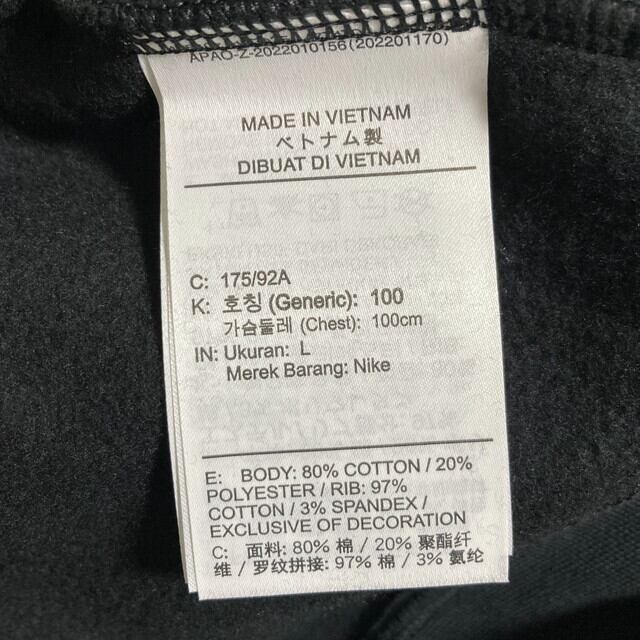 APAO-Z-2022010156(202201170)
MADE IN VIETNAM
ベトナム製
DIBUAT DI VIETNAM
C: 175/92A
K: 호칭 (Generic): 100
가슴둘레 (Chest): 100cm
IN: Ukuran: L
Merek Barang: Nike
E: BODY: 80% COTTON / 20%
POLYESTER / RIB: 97%
COTTON / 3% SPANDEX /
EXCLUSIVE OF DECORATION
C: 面料: 80% 棉 / 20% 聚酯纤
维 / 罗纹拼接: 97% 棉 / 3% 氨纶